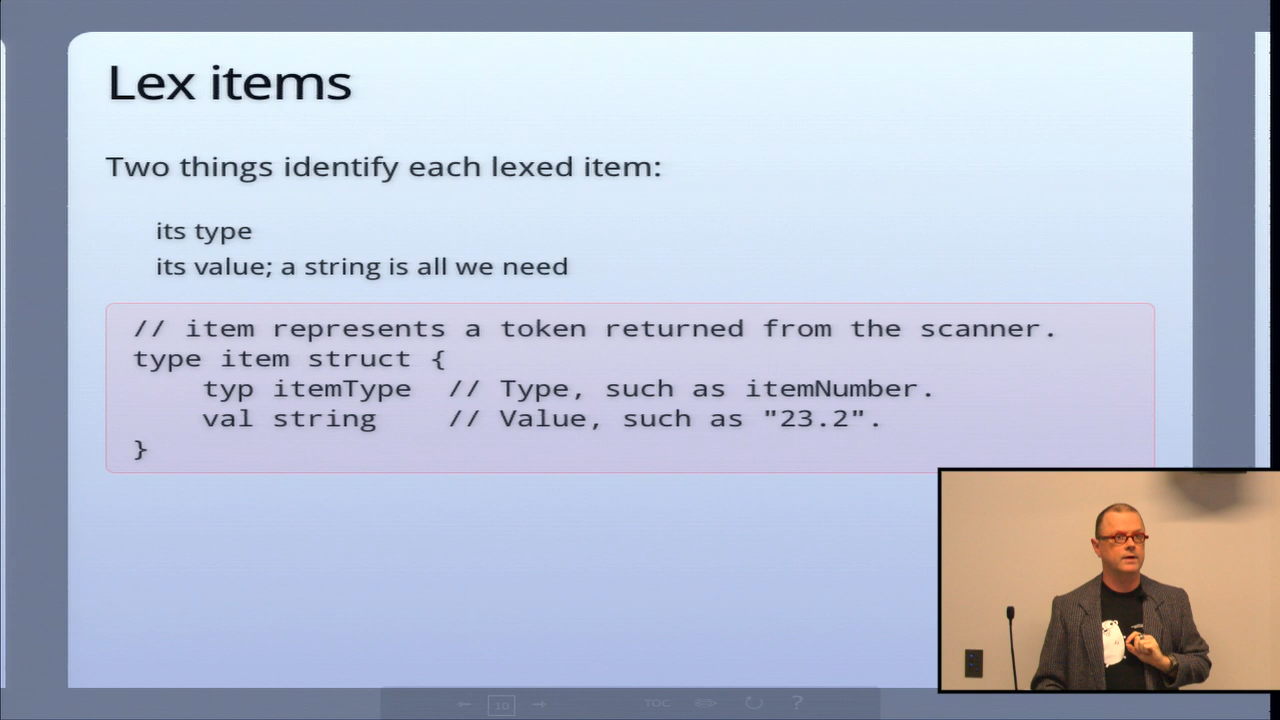 Lex items
Two things identify each lexed item:
its type
its value; a string is all we need
// item represents a token returned from the scanner.
type item struct {
    typ itemType  // Type, such as itemNumber.
    val string    // Value, such as "23.2".
}
10
TOC
?